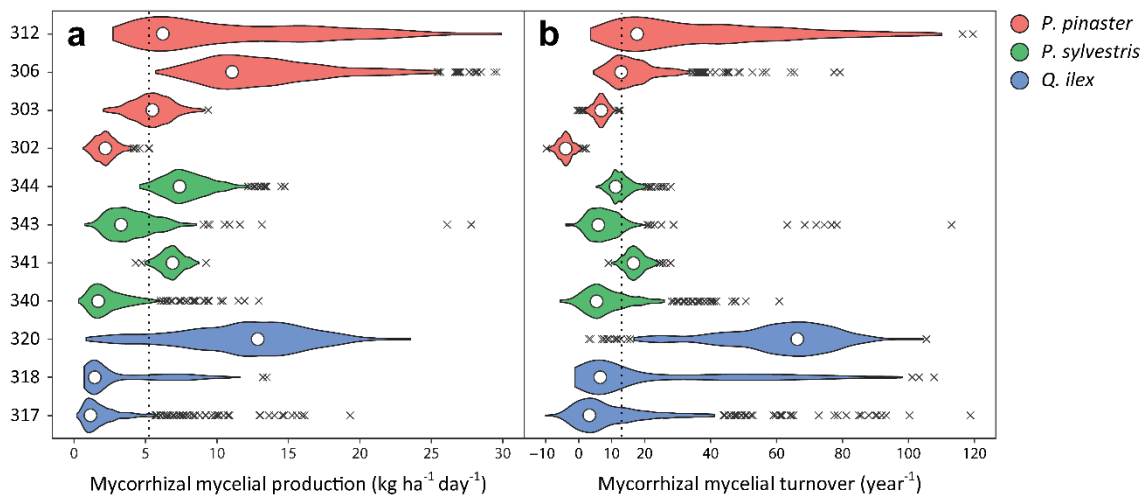 a
b
312
306
303
302
344
343
341
340
320
318
317
0 5 10 15 20 25 30
−10 0 10 20 40 60 80 100 120
Mycorrhizal mycelial production (kg ha⁻¹ day⁻¹)
Mycorrhizal mycelial turnover (year⁻¹)
P. pinaster
P. sylvestris
Q. ilex